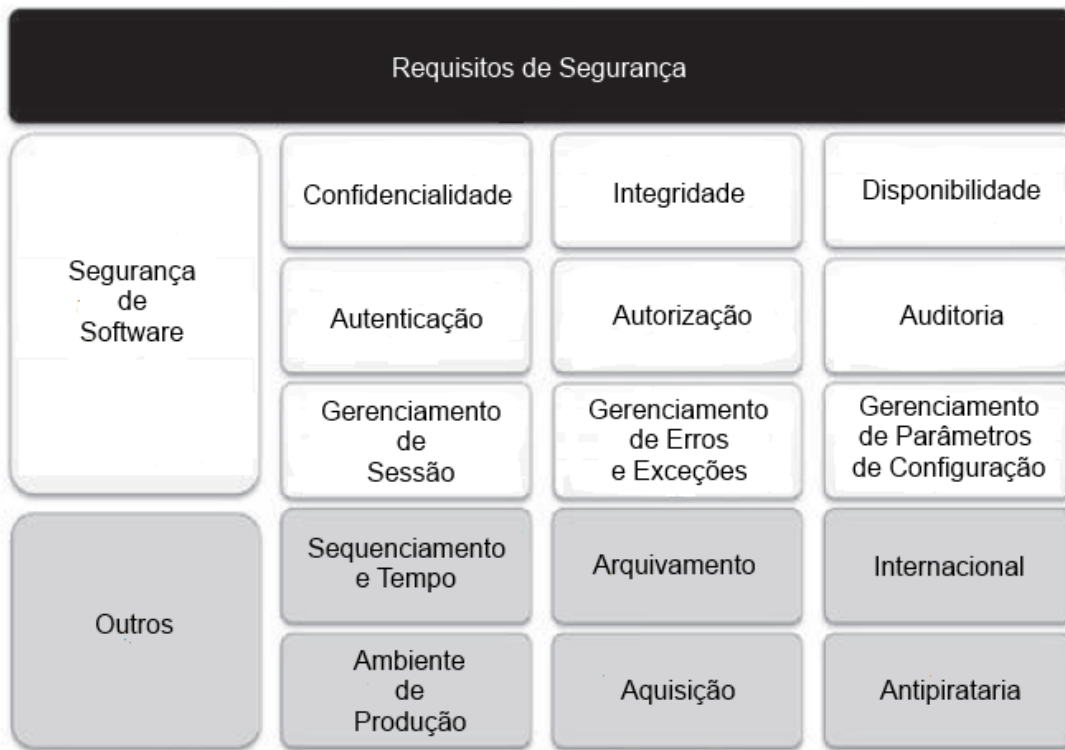 Requisitos de Segurança
Segurança
de
Software
Confidencialidade
Integridade
Disponibilidade
Autenticação
Autorização
Auditoria
Gerenciamento
de
Sessão
Gerenciamento
de Erros
e Exceções
Gerenciamento
de Parâmetros
de Configuração
Outros
Sequenciamento
e Tempo
Arquivamento
Internacional
Ambiente
de
Produção
Aquisição
Antipirataria